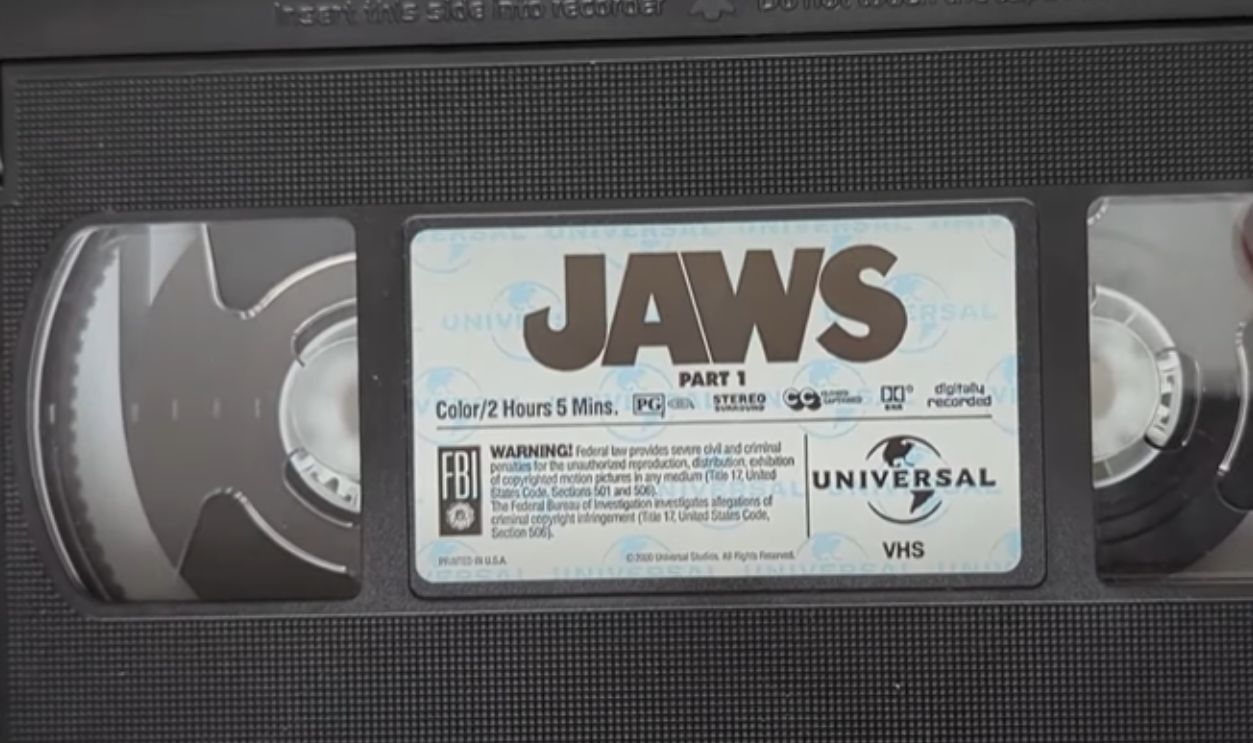 Insert this side into recorder
JAWS
PART 1
Color/2 Hours 5 Mins. PG STEREO SURROUND CC CLOSED CAPTIONED digitally recorded
FBI
WARNING! Federal law provides severe civil and criminal
penalties for the unauthorized reproduction, distribution, exhibition
of copyrighted motion pictures in any medium (Title 17, United
States Code, Sections 501 and 506).
The Federal Bureau of Investigation investigates allegations of
criminal copyright infringement (Title 17, United States Code,
Section 506).
UNIVERSAL
VHS
PRINTED IN U.S.A.
©2000 Universal Studios. All Rights Reserved.